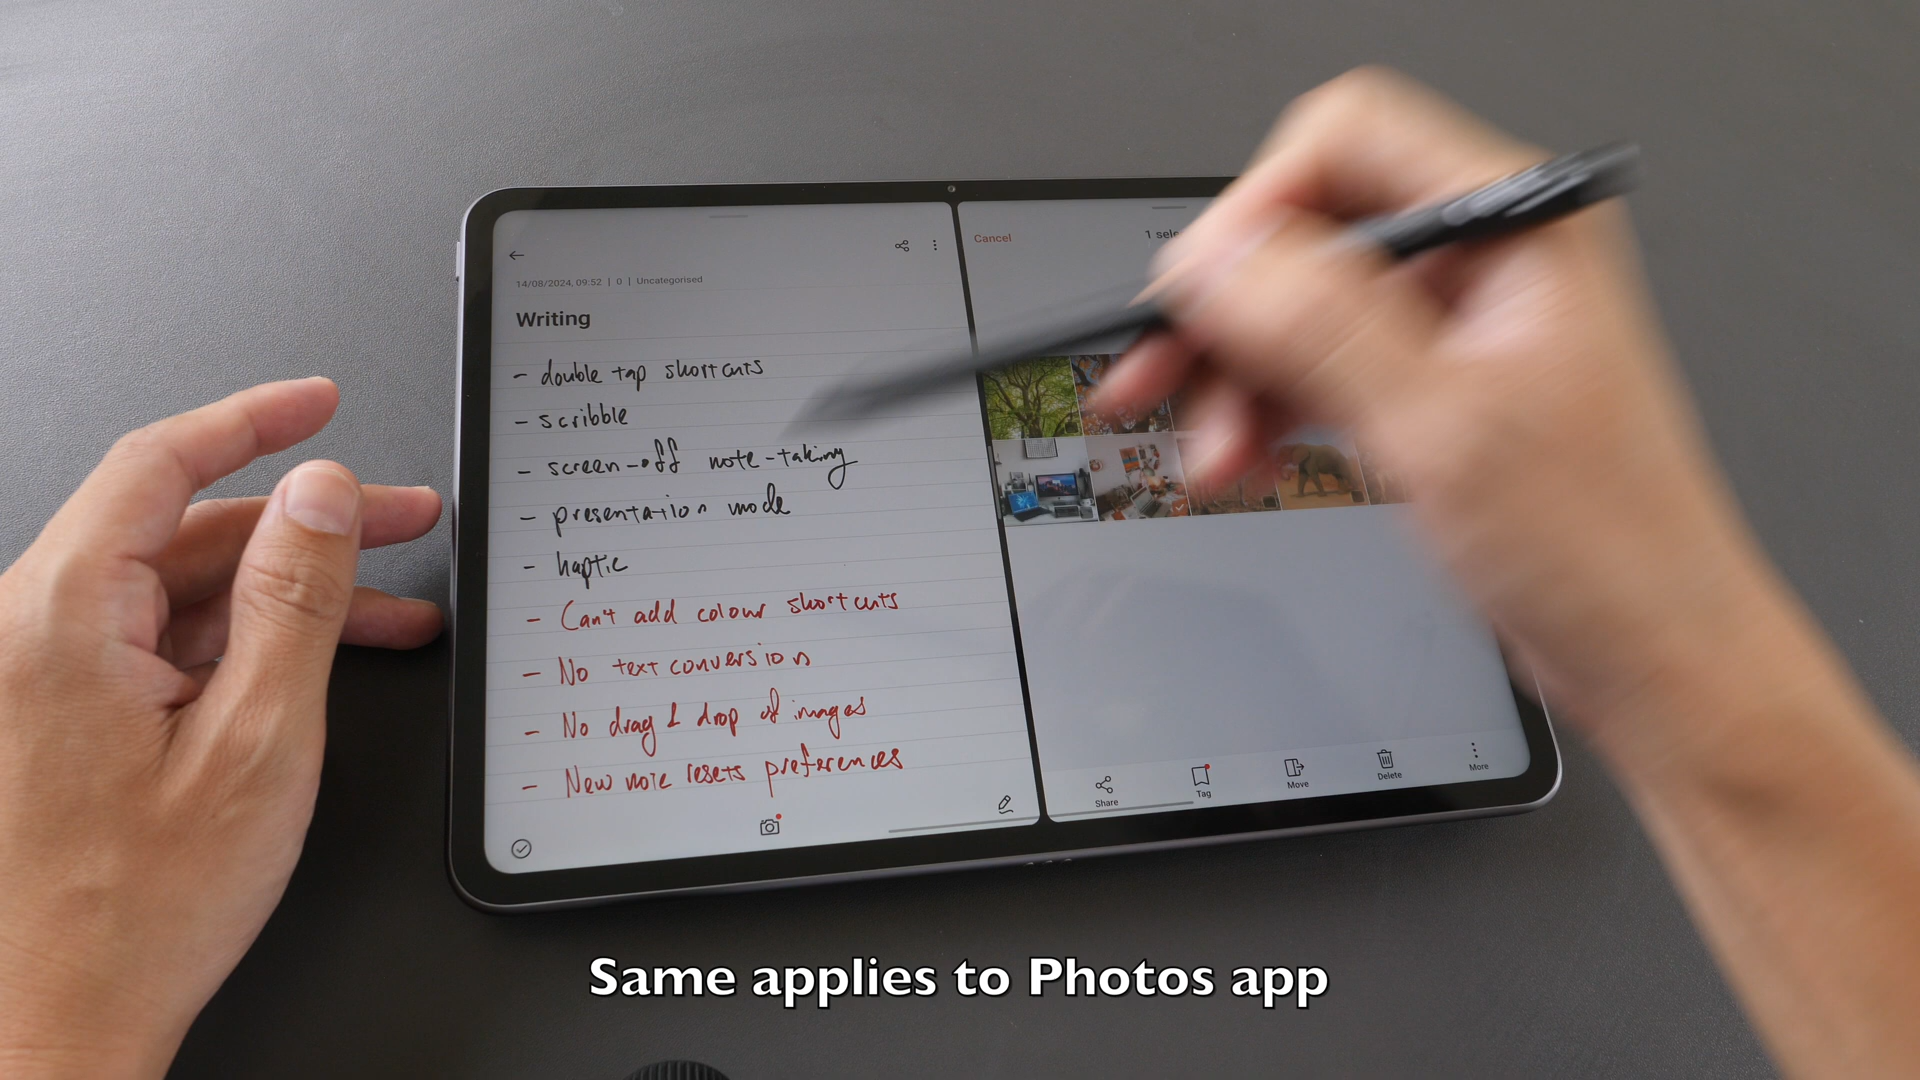 14/08/2024, 09:52 | 0 | Uncategorised
Writing
- double tap shortcuts
- scribble
- screen-off note-taking
- presentation mode
- haptic
- Can't add colour shortcuts
- No text conversion
- No drag & drop of images
- New note resets preferences
Cancel
1 sele
Share
Tag
Move
Delete
More
Same applies to Photos app